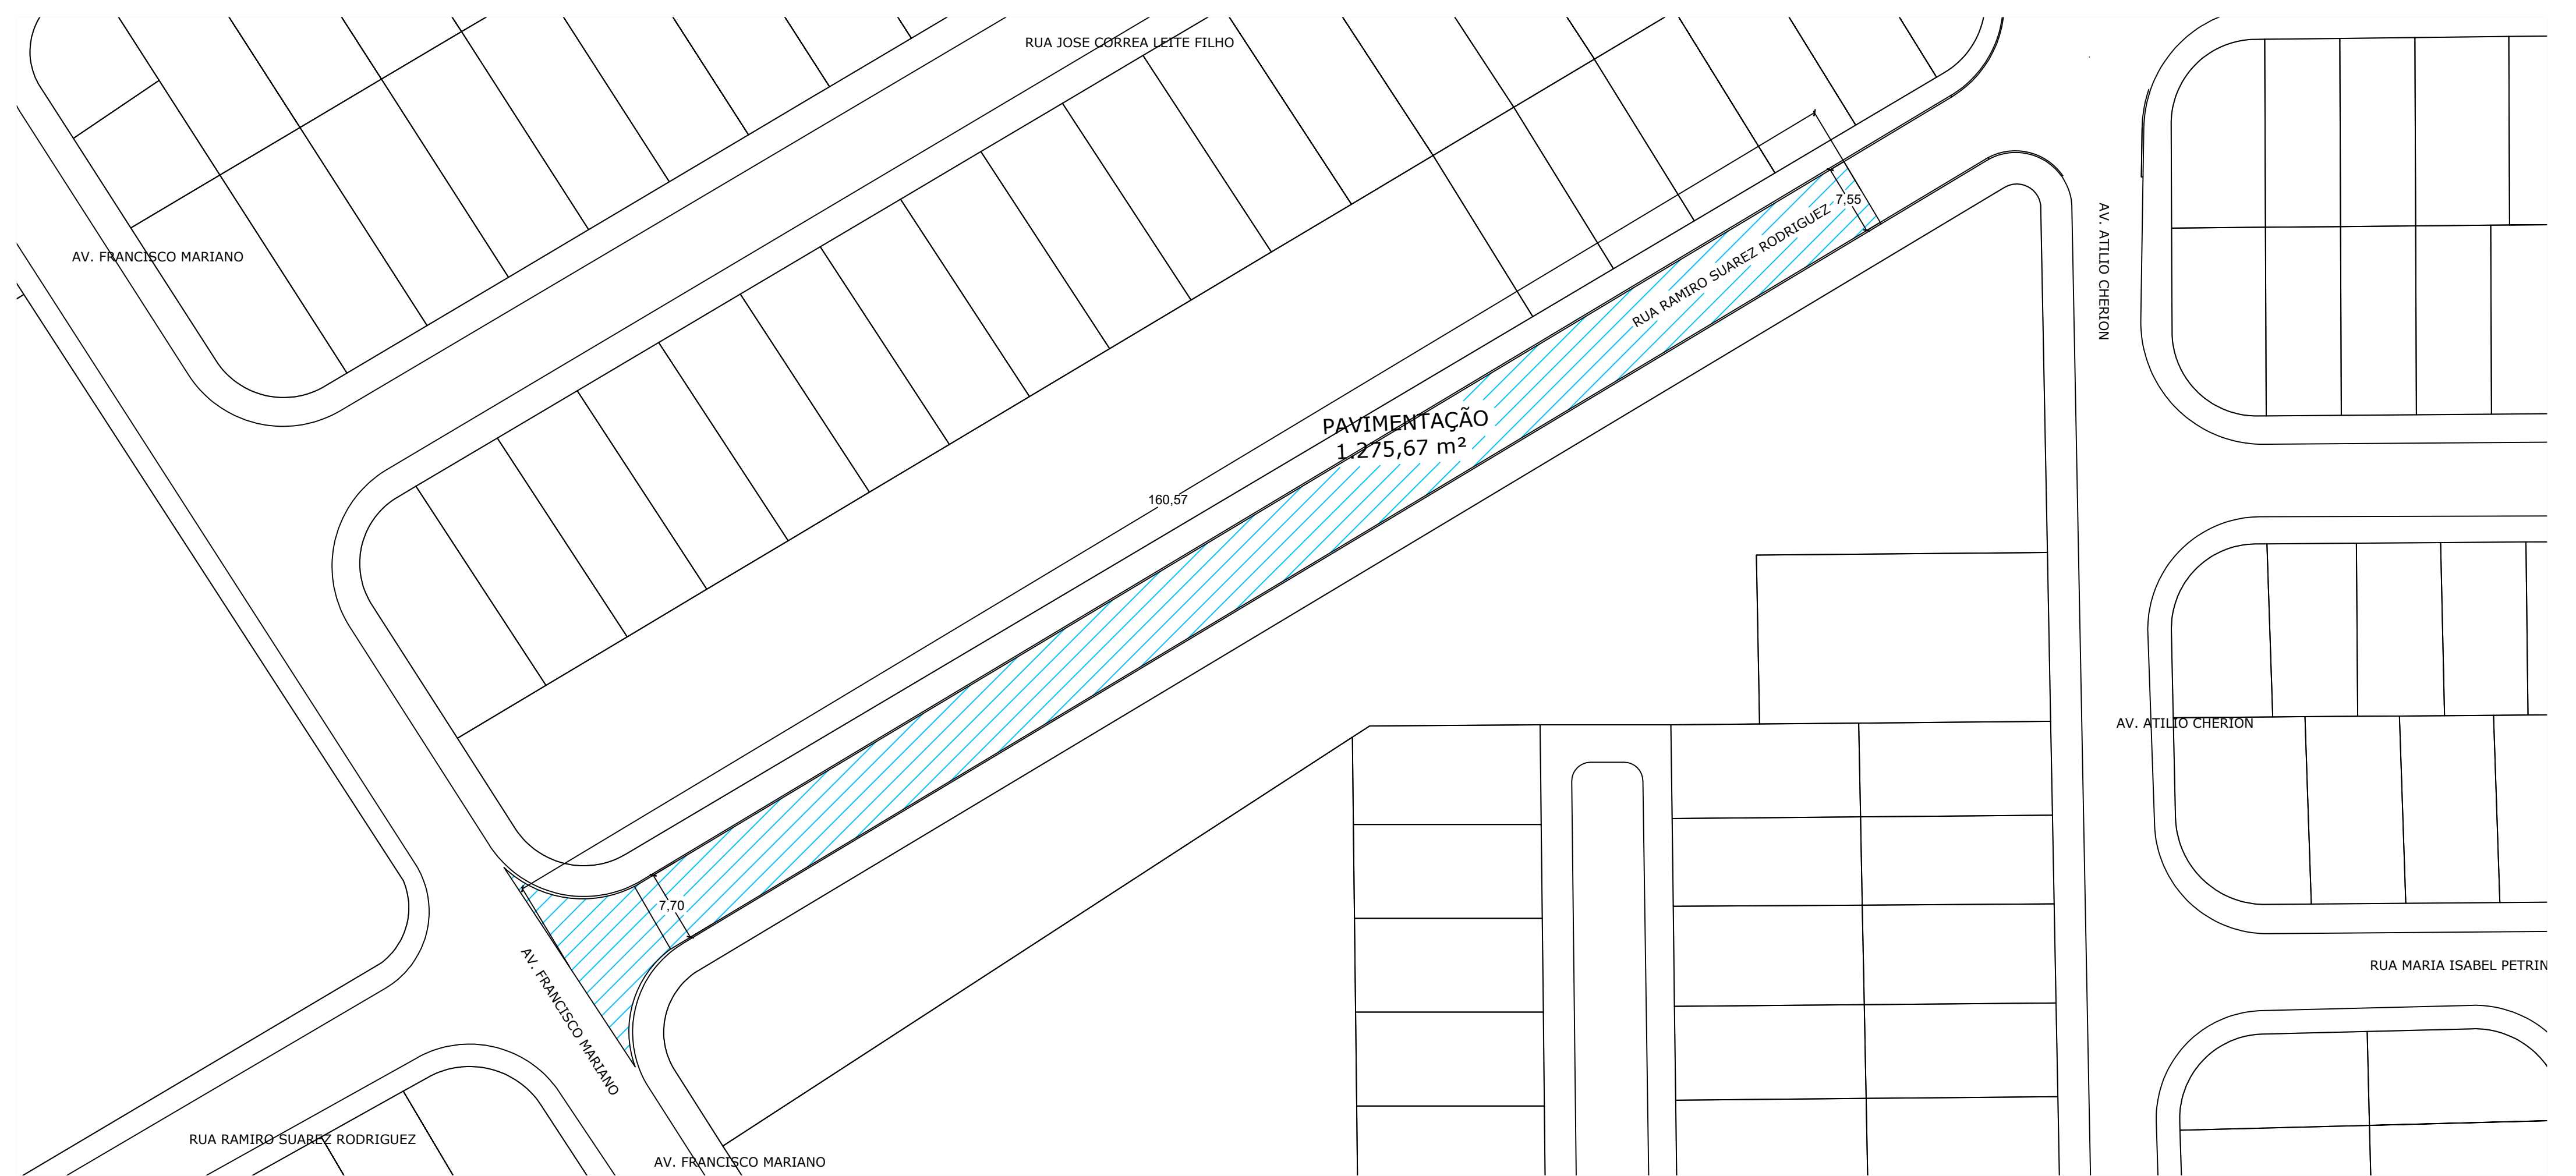 RUA JOSE CORREA LEITE FILHO
AV. FRANCISCO MARIANO
7,55
RUA RAMIRO SUAREZ RODRIGUEZ
AV. ATILIO CHERION
PAVIMENTAÇÃO
1.275,67 m²
160,57
AV. ATILIO CHERION
7,70
AV. FRANCISCO MARIANO
RUA MARIA ISABEL PETRIN
RUA RAMIRO SUAREZ RODRIGUEZ
AV. FRANCISCO MARIANO